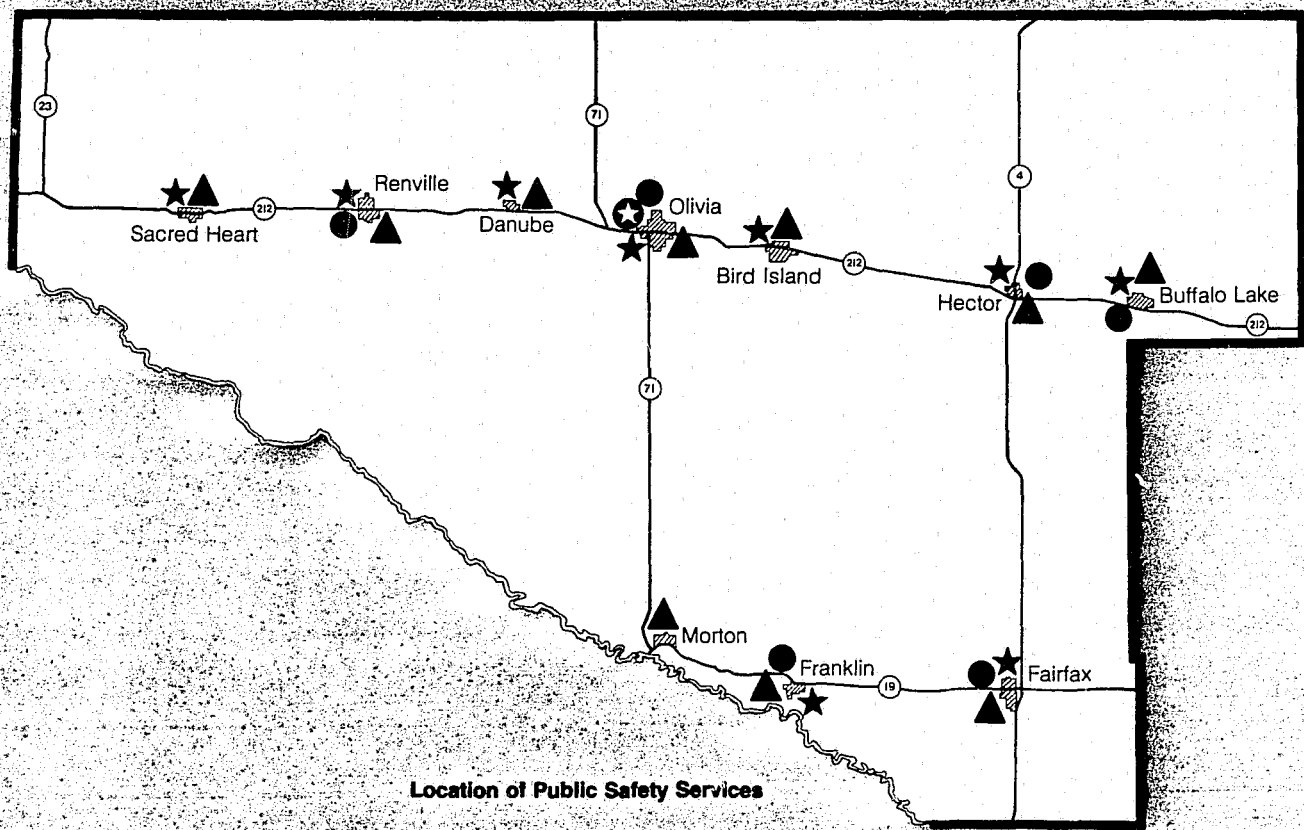 23
71
4
Renville
Olivia
212
Sacred Heart
Danube
Bird Island
212
Hector
Buffalo Lake
212
71
Morton
Franklin
19
Fairfax
Location of Public Safety Services